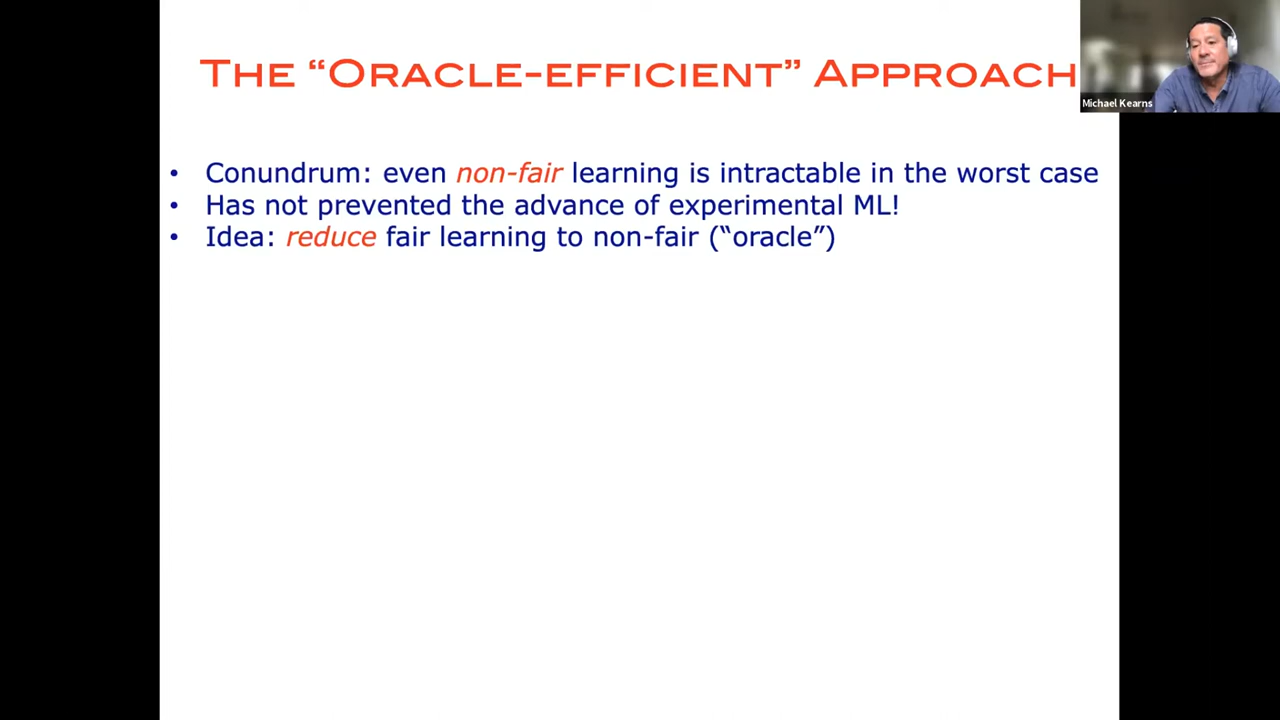 THE “ORACLE-EFFICIENT” APPROACH
Michael Kearns
• Conundrum: even non-fair learning is intractable in the worst case
• Has not prevented the advance of experimental ML!
• Idea: reduce fair learning to non-fair (“oracle”)